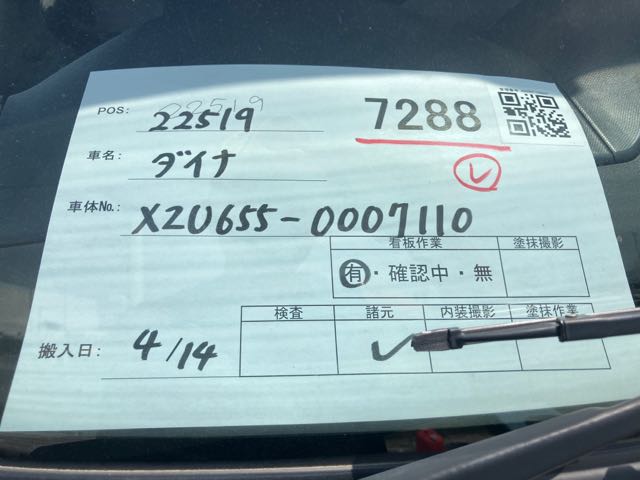 POS: 22519 7288
車名: ダイナ
車体No.: XZU655-0007110
看板作業 塗抹撮影
有・確認中・無
検査 諸元 内装撮影 塗抹作業
搬入日: 4/14